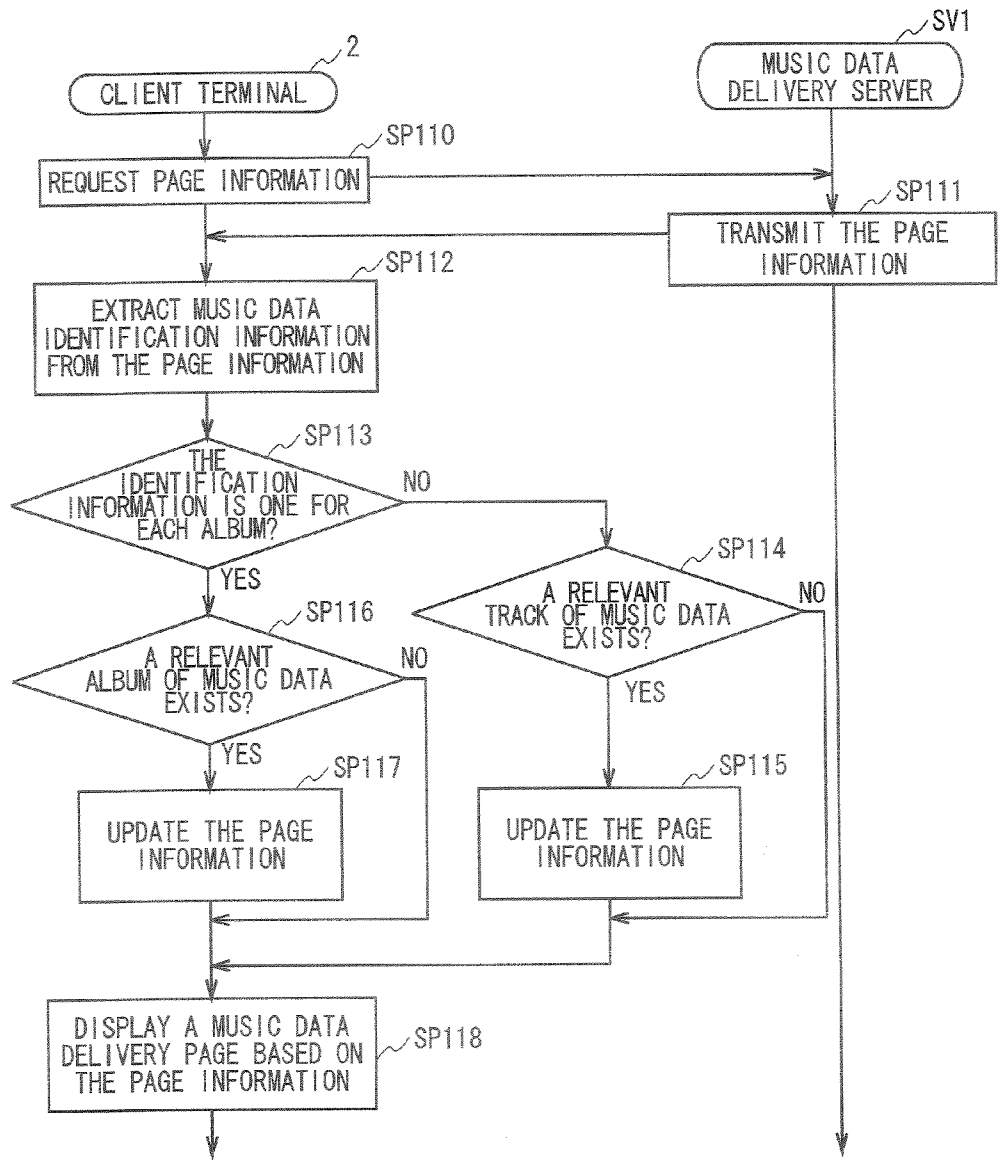 SV1
2
MUSIC DATA
DELIVERY SERVER
CLIENT TERMINAL
SP110
REQUEST PAGE INFORMATION
SP111
TRANSMIT THE PAGE
INFORMATION
SP112
EXTRACT MUSIC DATA
IDENTIFICATION INFORMATION
FROM THE PAGE INFORMATION
SP113
THE
IDENTIFICATION
INFORMATION IS ONE FOR
EACH ALBUM?
NO
YES
SP114
A RELEVANT
TRACK OF MUSIC DATA
EXISTS?
NO
YES
SP116
A RELEVANT
ALBUM OF MUSIC DATA
EXISTS?
NO
YES
SP117
UPDATE THE PAGE
INFORMATION
SP115
UPDATE THE PAGE
INFORMATION
SP118
DISPLAY A MUSIC DATA
DELIVERY PAGE BASED ON
THE PAGE INFORMATION